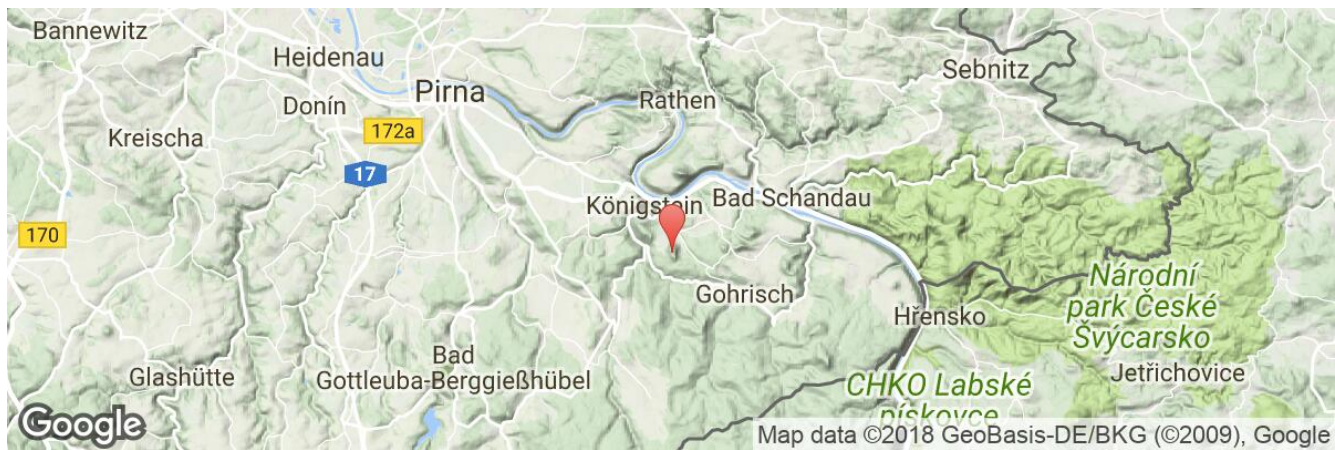 Bannewitz
Heidenau
Sebnitz
Pirna
Rathen
Donín
Kreischa
172a
17
Königstein
Bad Schandau
170
Národní
park České
Švýcarsko
Gohrisch
Hřensko
Bad
Gottleuba-Berggießhübel
Glashütte
Jetřichovice
CHKO Labské
pískovce
Google
Map data ©2018 GeoBasis-DE/BKG (©2009), Google